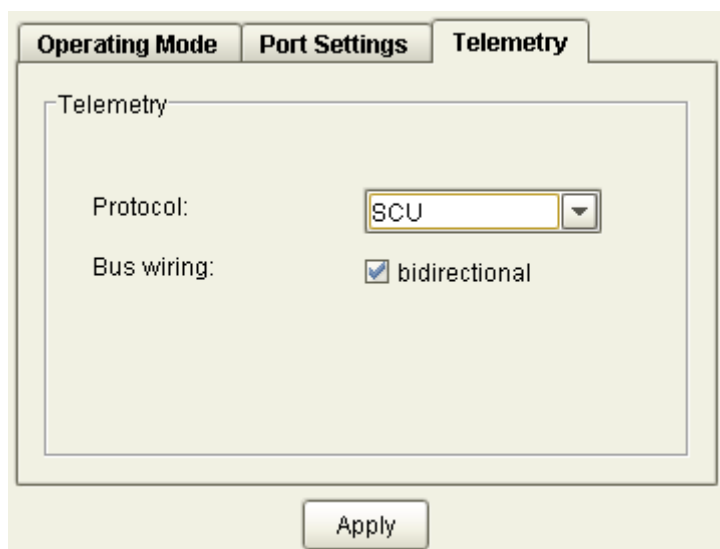 Operating Mode Port Settings Telemetry
Telemetry
Protocol: SCU
Bus wiring: bidirectional
Apply